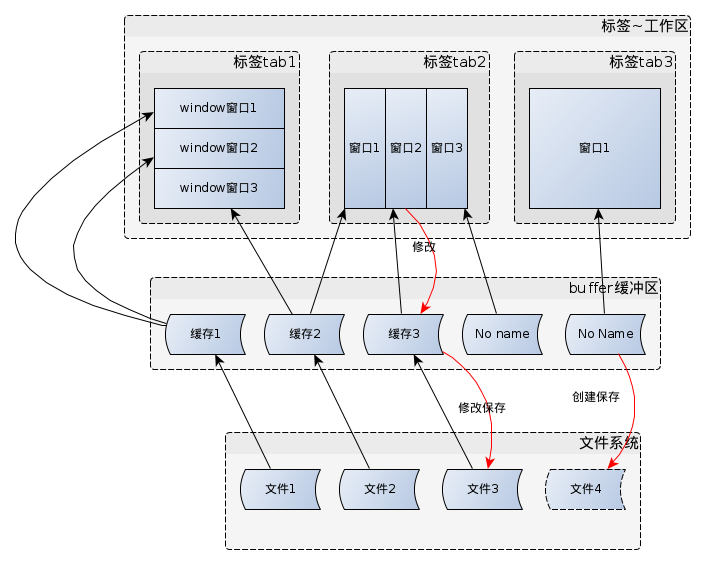 标签~工作区
标签tab1
标签tab2
标签tab3
window窗口1
window窗口2
window窗口3
窗口1
窗口2
窗口3
窗口1
修改
buffer缓冲区
缓存1
缓存2
缓存3
No name
No Name
创建保存
修改保存
文件系统
文件1
文件2
文件3
文件4